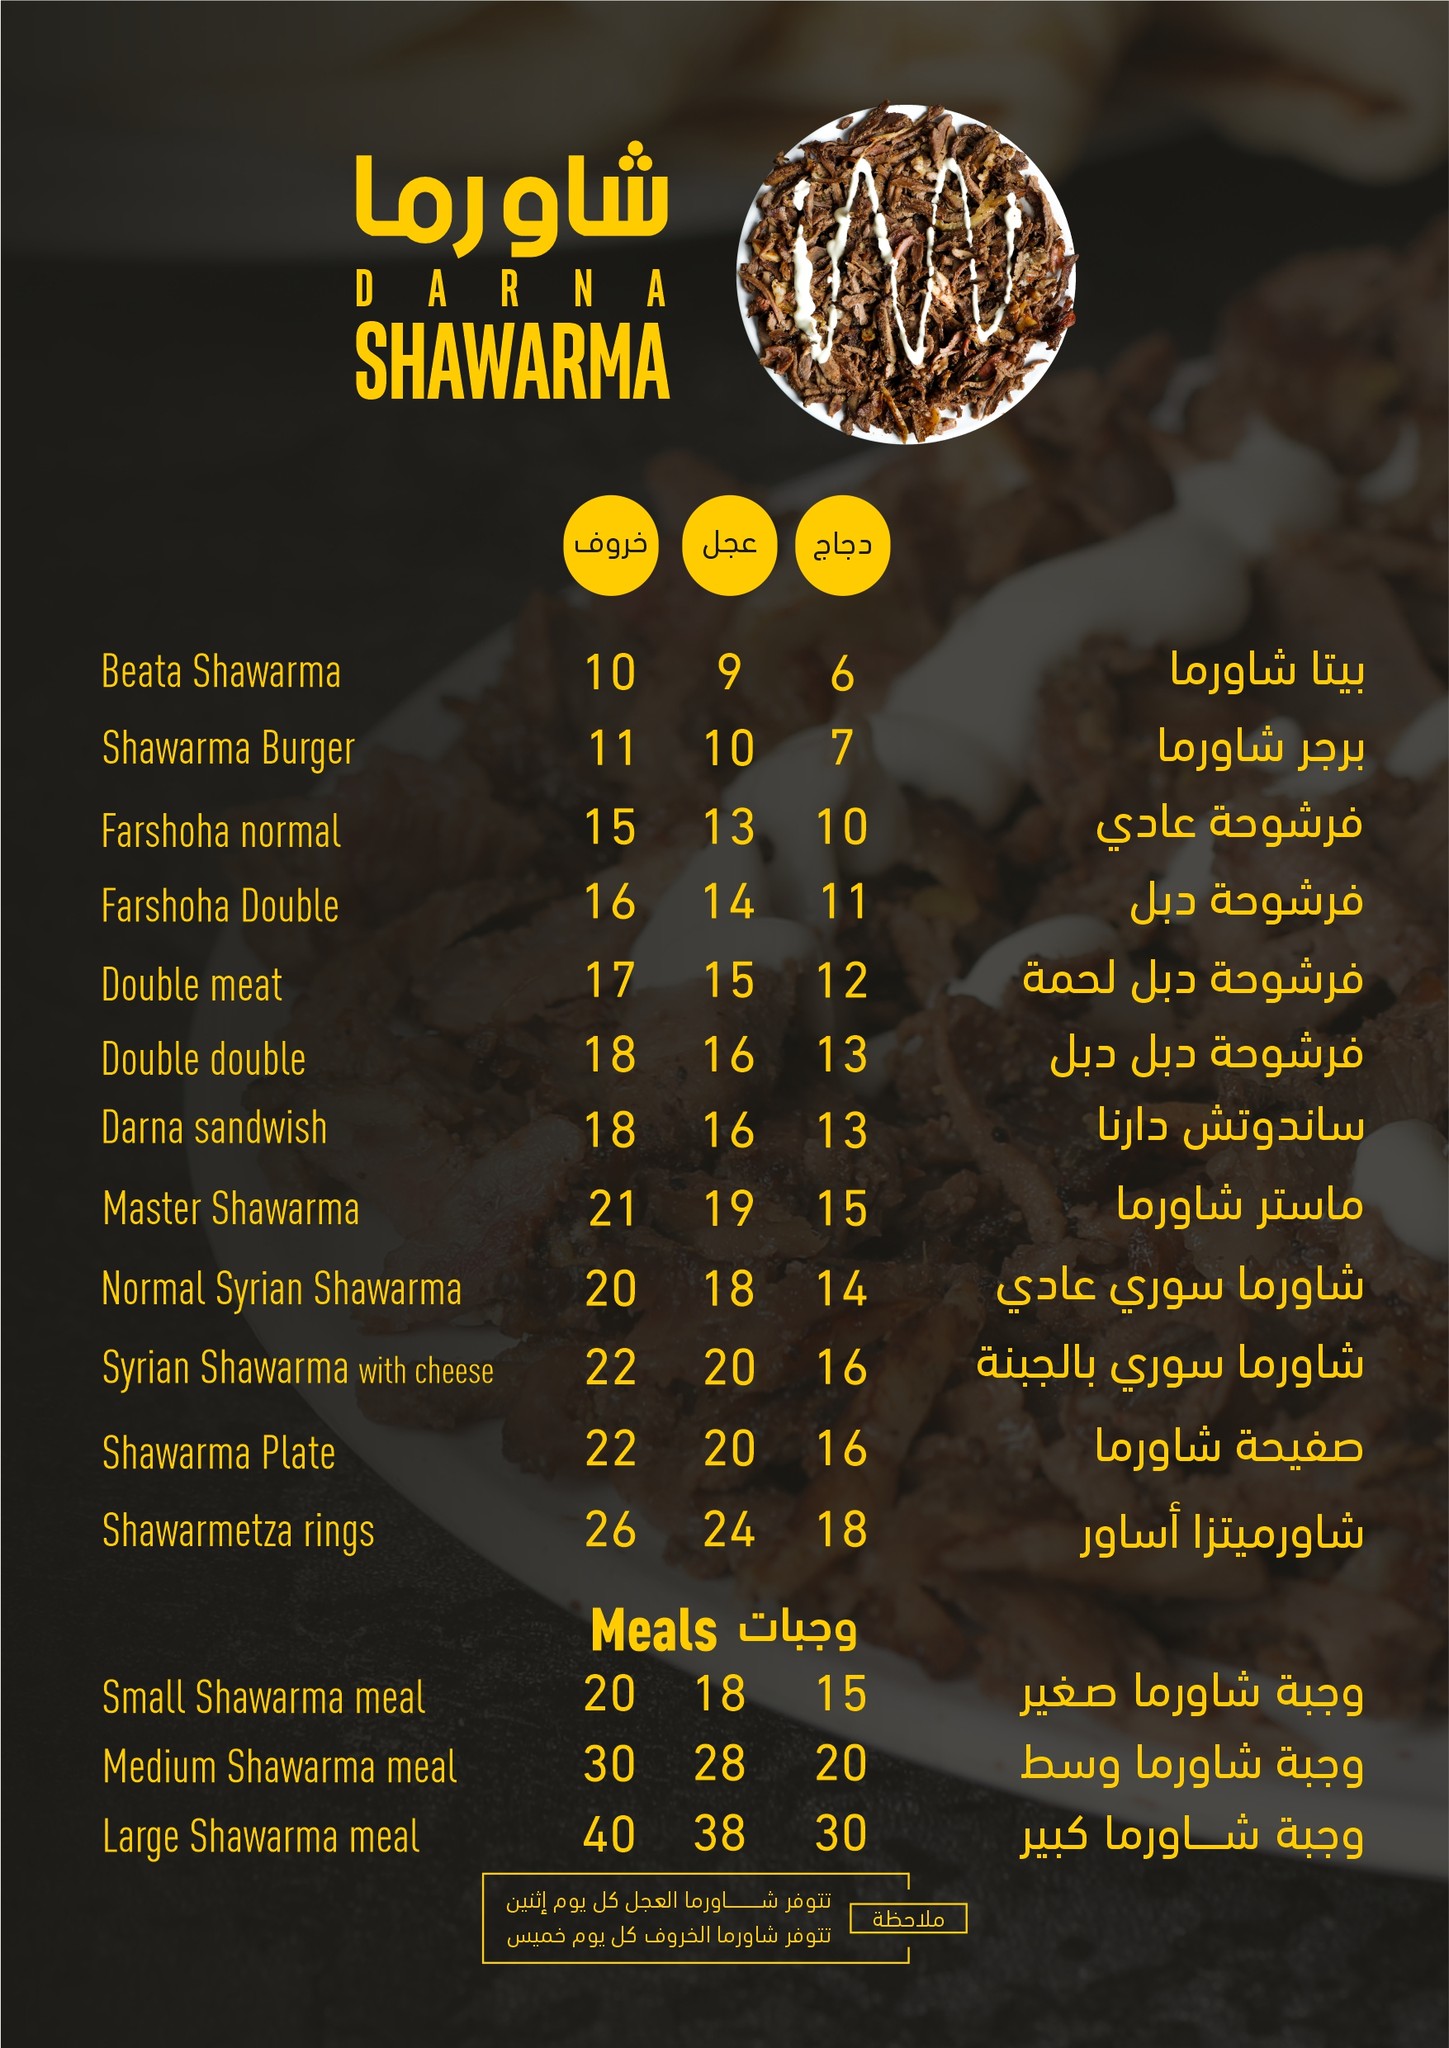 شاورما
DARNA
SHAWARMA
خروف عجل دجاج
Beata Shawarma 10 9 6 بيتا شاورما
Shawarma Burger 11 10 7 برجر شاورما
Farshoha normal 15 13 10 فرشوحة عادي
Farshoha Double 16 14 11 فرشوحة دبل
Double meat 17 15 12 فرشوحة دبل لحمة
Double double 18 16 13 فرشوحة دبل دبل
Darna sandwish 18 16 13 ساندوتش دارنا
Master Shawarma 21 19 15 ماستر شاورما
Normal Syrian Shawarma 20 18 14 شاورما سوري عادي
Syrian Shawarma with cheese 22 20 16 شاورما سوري بالجبنة
Shawarma Plate 22 20 16 صفيحة شاورما
Shawarmetza rings 26 24 18 شاورميتزا أساور
Meals وجبات
Small Shawarma meal 20 18 15 وجبة شاورما صغير
Medium Shawarma meal 30 28 20 وجبة شاورما وسط
Large Shawarma meal 40 38 30 وجبة شـــاورما كبير
ملاحظة
تتوفر شـــــاورما العجل كل يوم إثنين
تتوفر شاورما الخروف كل يوم خميس